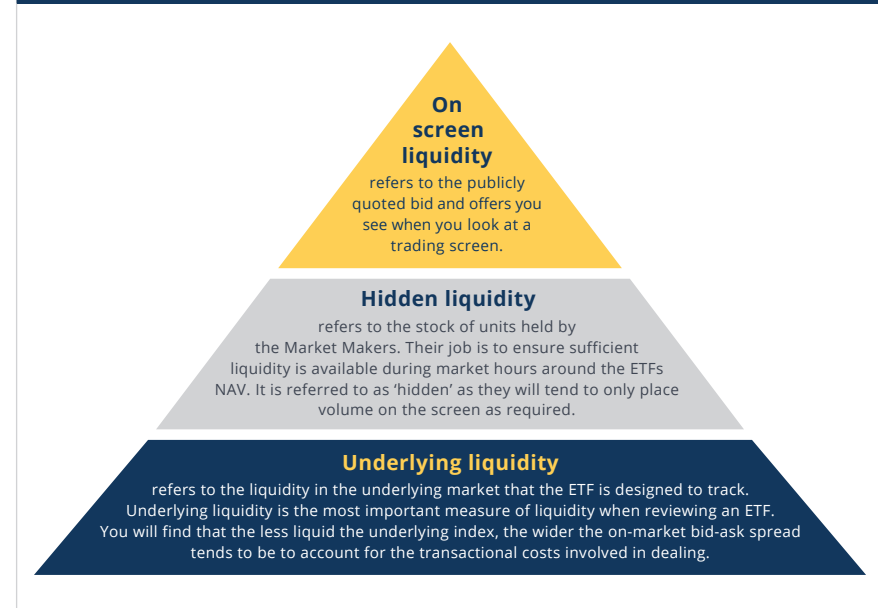 On
screen
liquidity
refers to the publicly
quoted bid and offers you
see when you look at a
trading screen.
Hidden liquidity
refers to the stock of units held by
the Market Makers. Their job is to ensure sufficient
liquidity is available during market hours around the ETFs
NAV. It is referred to as ‘hidden’ as they will tend to only place
volume on the screen as required.
Underlying liquidity
refers to the liquidity in the underlying market that the ETF is designed to track.
Underlying liquidity is the most important measure of liquidity when reviewing an ETF.
You will find that the less liquid the underlying index, the wider the on-market bid-ask spread
tends to be to account for the transactional costs involved in dealing.